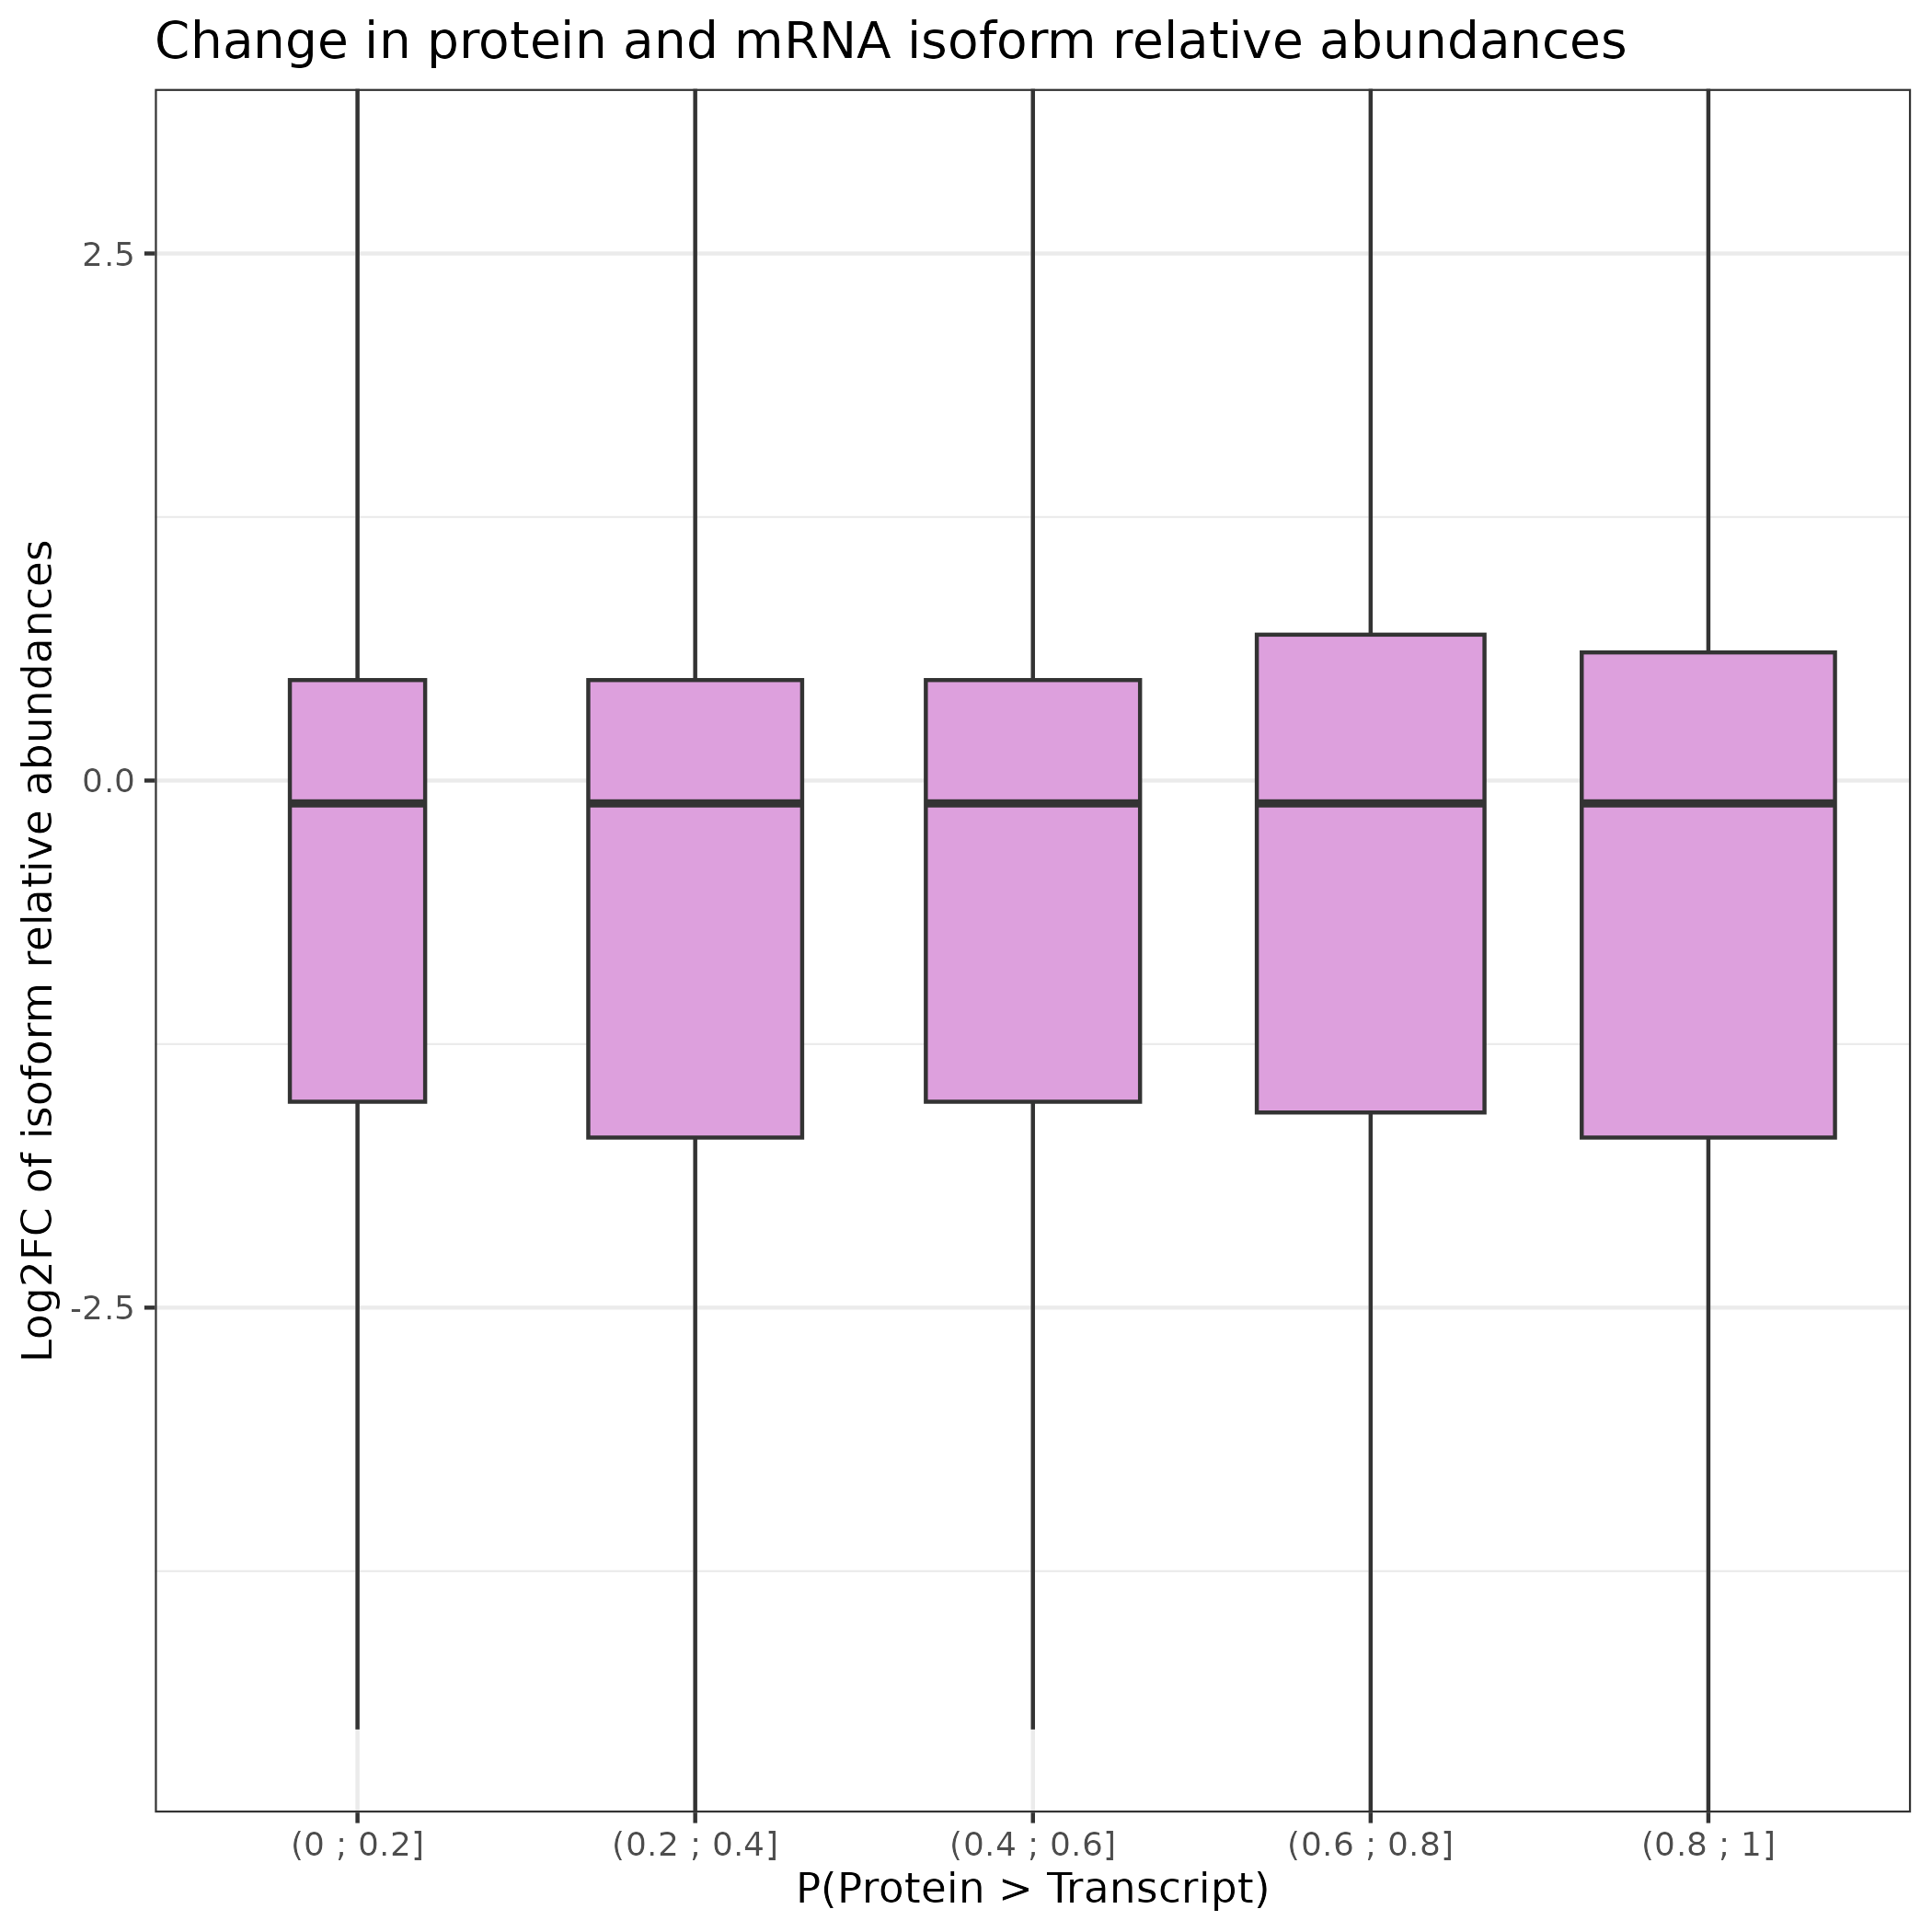 Change in protein and mRNA isoform relative abundances
Log2FC of isoform relative abundances
2.5
0.0
-2.5
(0 ; 0.2]
(0.2 ; 0.4]
(0.4 ; 0.6]
(0.6 ; 0.8]
(0.8 ; 1]
P(Protein > Transcript)